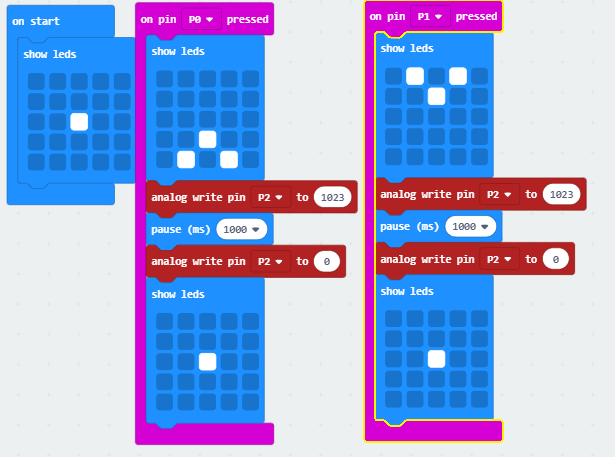 on start
show leds
on pin P0 pressed
show leds
analog write pin P2 to 1023
pause (ms) 1000
analog write pin P2 to 0
show leds
on pin P1 pressed
show leds
analog write pin P2 to 1023
pause (ms) 1000
analog write pin P2 to 0
show leds